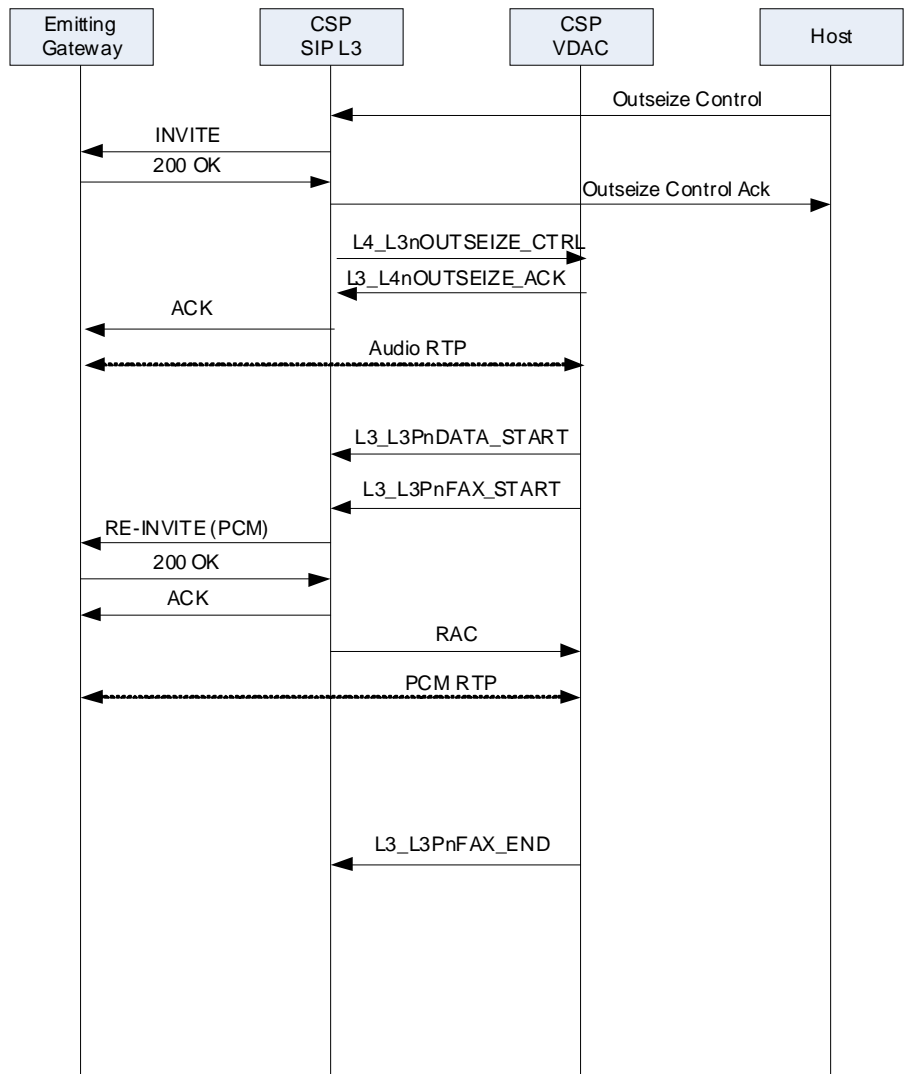 Emitting
Gateway
CSP
SIP L3
CSP
VDAC
Host
Outseize Control
INVITE
200 OK
Outseize Control Ack
L4_L3nOUTSEIZE_CTRL
L3_L4nOUTSEIZE_ACK
ACK
Audio RTP
L3_L3PnDATA_START
L3_L3PnFAX_START
RE-INVITE (PCM)
200 OK
ACK
RAC
PCM RTP
L3_L3PnFAX_END